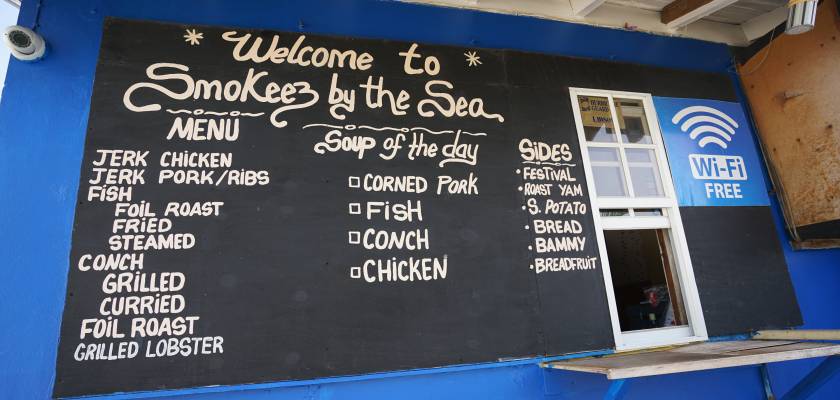 Welcome to
Smokeez by the Sea
MENU
JERK CHICKEN
JERK PORK/RIBS
FISH
FOIL ROAST
FRIED
STEAMED
CONCH
GRILLED
CURRIED
FOIL ROAST
GRILLED LOBSTER
Soup of the day
CORNED PORK
FISH
CONCH
CHICKEN
SIDES
• FESTIVAL
• ROAST YAM
• S. POTATO
• BREAD
• BAMMY
• BREADFRUIT
Wi-Fi
FREE